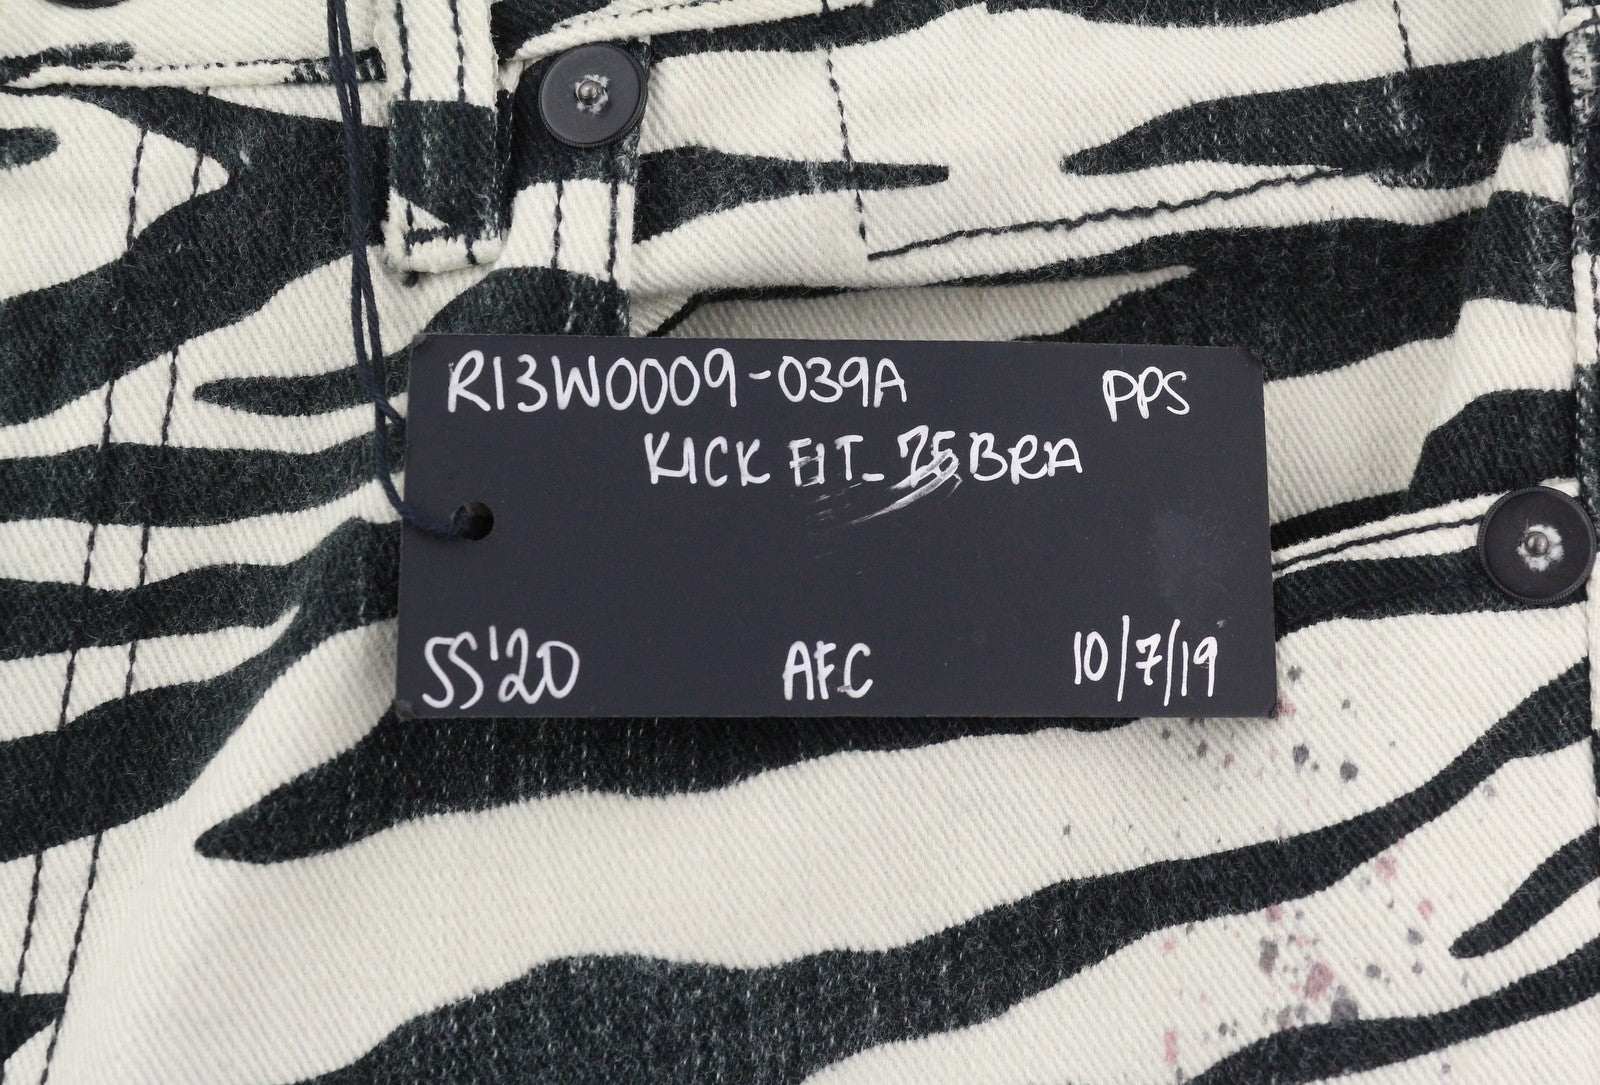 R13W0009-039A PPS
KICK FIT_ZEBRA
SS'20 AFC 10/7/19